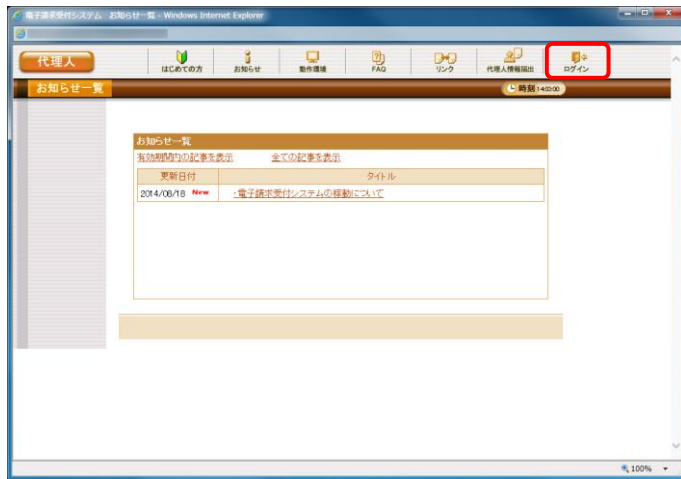 電子請求受付システム お知らせ一覧 - Windows Internet Explorer
代理人
はじめての方 お知らせ 動作環境 FAQ リンク 代理人情報届出 ログイン
お知らせ一覧 時刻 14:00:00
お知らせ一覧
有効期間内の記事を表示 全ての記事を表示
更新日付 タイトル
2014/08/18 New ・電子請求受付システムの稼動について
100%